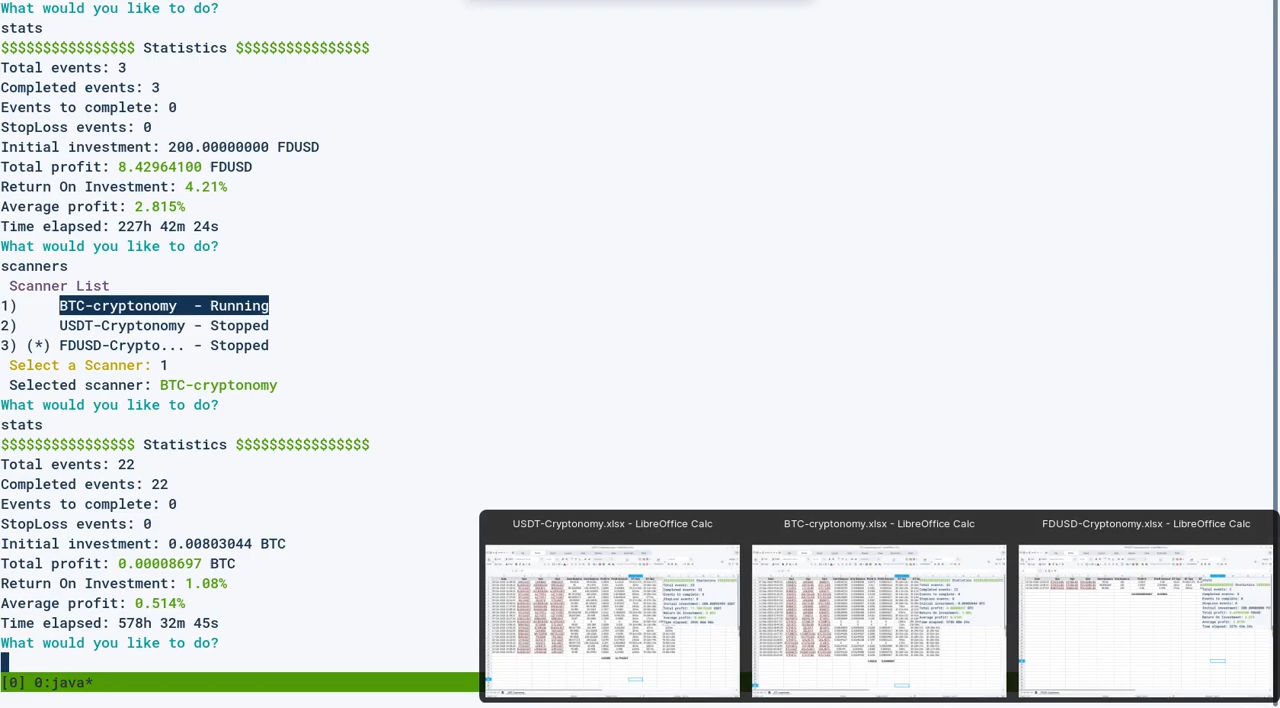 What would you like to do?
stats
$$$$$$$$$$$$$$$$ Statistics $$$$$$$$$$$$$$$$
Total events: 3
Completed events: 3
Events to complete: 0
StopLoss events: 0
Initial investment: 200.00000000 FDUSD
Total profit: 8.42964100 FDUSD
Return On Investment: 4.21%
Average profit: 2.815%
Time elapsed: 227h 42m 24s
What would you like to do?
scanners
Scanner List
1) BTC-cryptonomy - Running
2) USDT-Cryptonomy - Stopped
3) (*) FDUSD-Crypto... - Stopped
Select a Scanner: 1
Selected scanner: BTC-cryptonomy
What would you like to do?
stats
$$$$$$$$$$$$$$$$ Statistics $$$$$$$$$$$$$$$$
Total events: 22
Completed events: 22
Events to complete: 0
StopLoss events: 0
Initial investment: 0.00803044 BTC
Total profit: 0.00008697 BTC
Return On Investment: 1.08%
Average profit: 0.514%
Time elapsed: 578h 32m 45s
What would you like to do?
[0] 0:java*
USDT-Cryptonomy.xlsx - LibreOffice Calc
BTC-cryptonomy.xlsx - LibreOffice Calc
FDUSD-Cryptonomy.xlsx - LibreOffice Calc